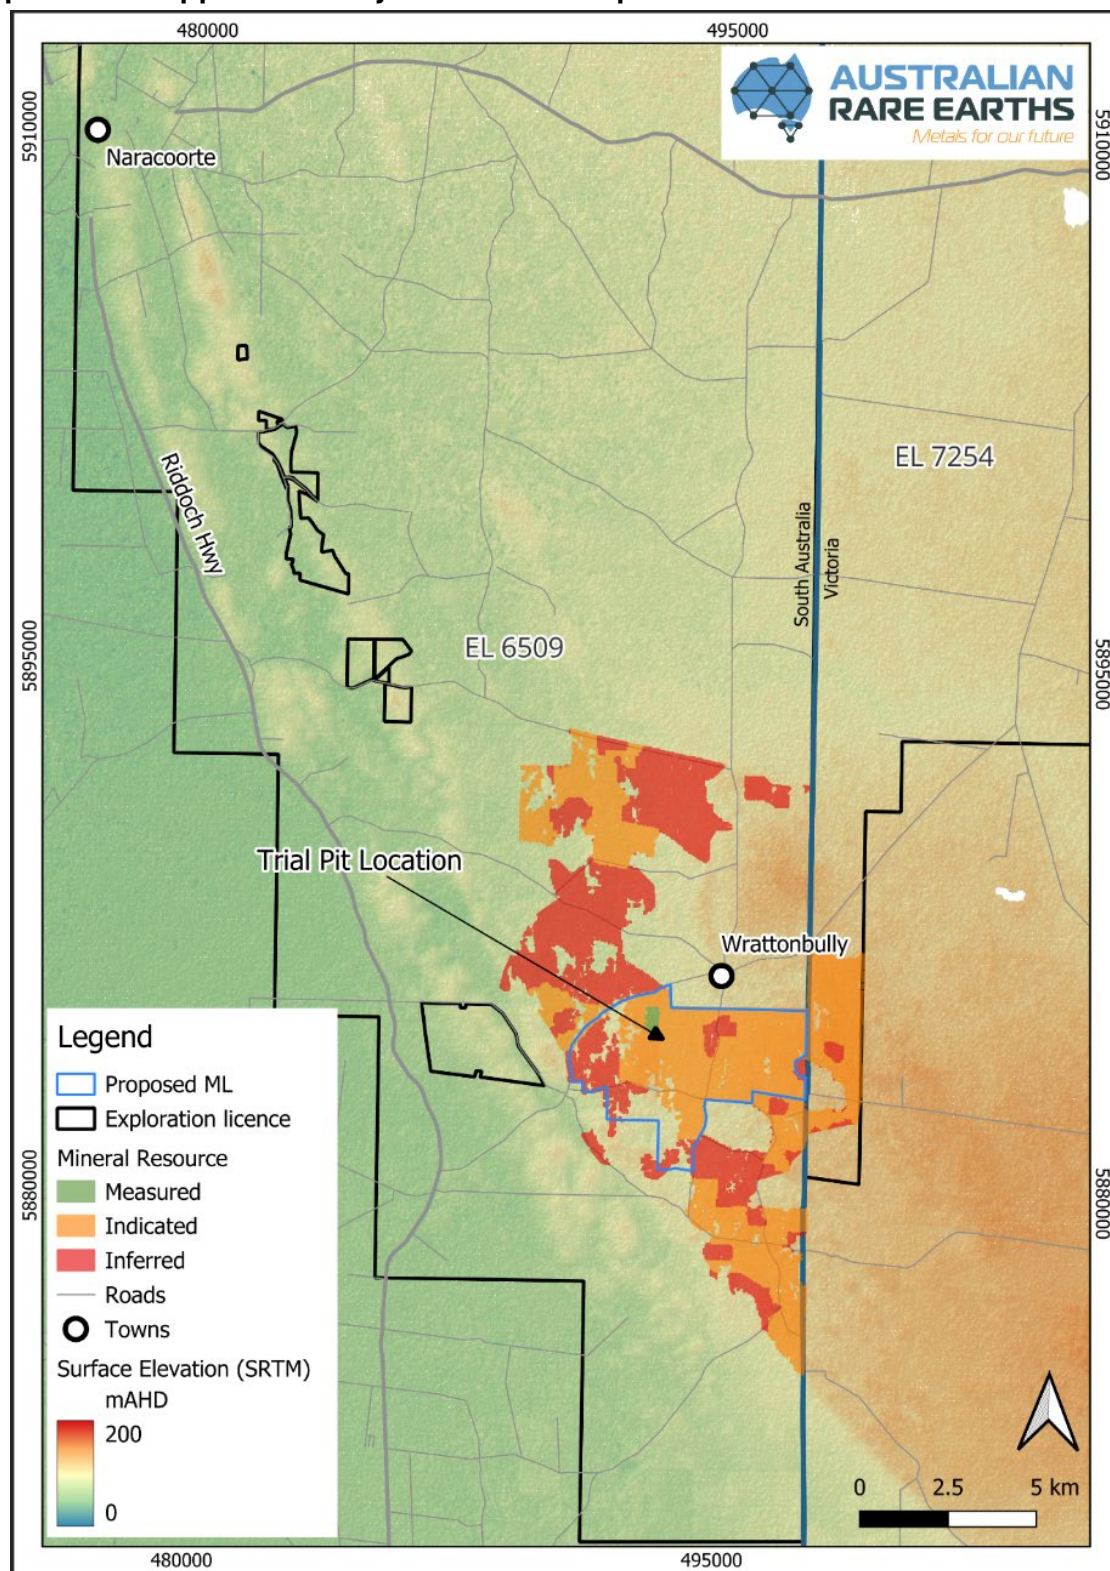 480000
495000
AUSTRALIAN
RARE EARTHS
Metals for our future
5910000
5910000
Naracoorte
EL 7254
Riddoch Hwy
South Australia
Victoria
5895000
EL 6509
5895000
Trial Pit Location
Wrattonbully
Legend
Proposed ML
Exploration licence
Mineral Resource
Measured
Indicated
Inferred
Roads
Towns
Surface Elevation (SRTM)
mAHD
200
0
5880000
5880000
0 2.5 5 km
480000
495000